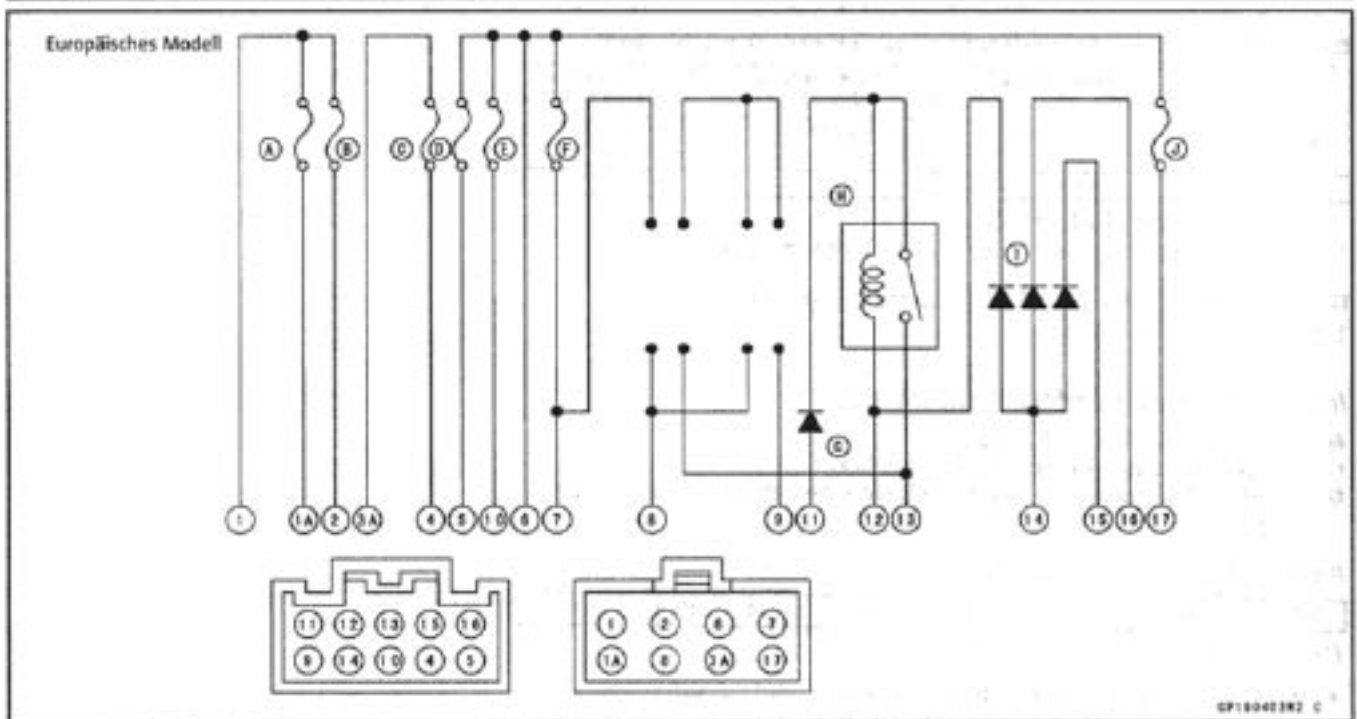 Europäisches Modell
A B C D E F J
H
I
G
1 1A 2 3A 4 5 10 6 7 8 9 11 12 13 14 15 16 17
11 12 13 15 16
9 14 10 4 5
1 2 6 7
1A 8 3A 17
GP190403W2 C